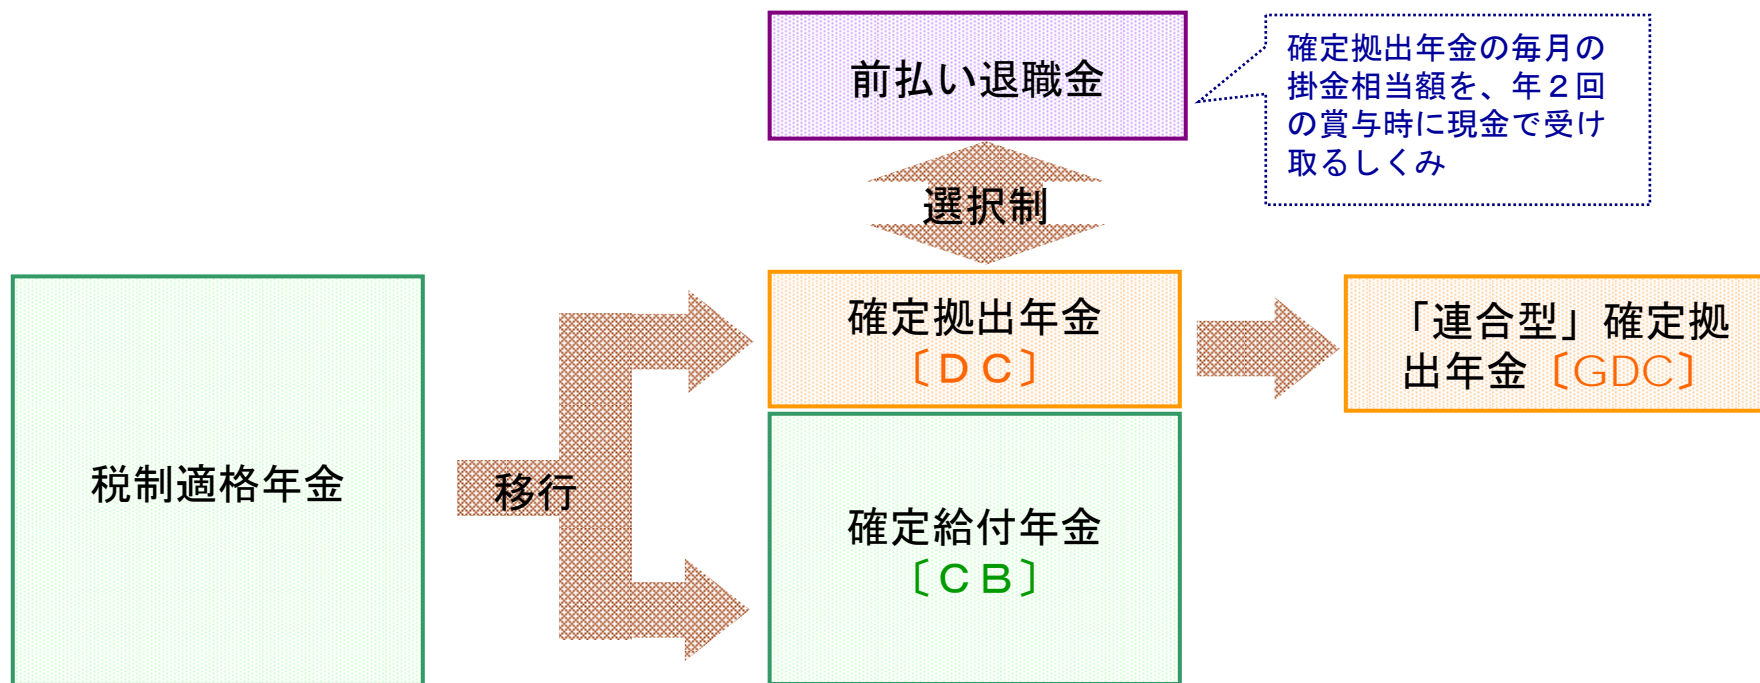 前払い退職金
確定拠出年金の毎月の
掛金相当額を、年２回
の賞与時に現金で受け
取るしくみ
選択制
税制適格年金
移行
確定拠出年金
〔ＤＣ〕
「連合型」確定拠
出年金〔GDC〕
確定給付年金
〔ＣＢ〕